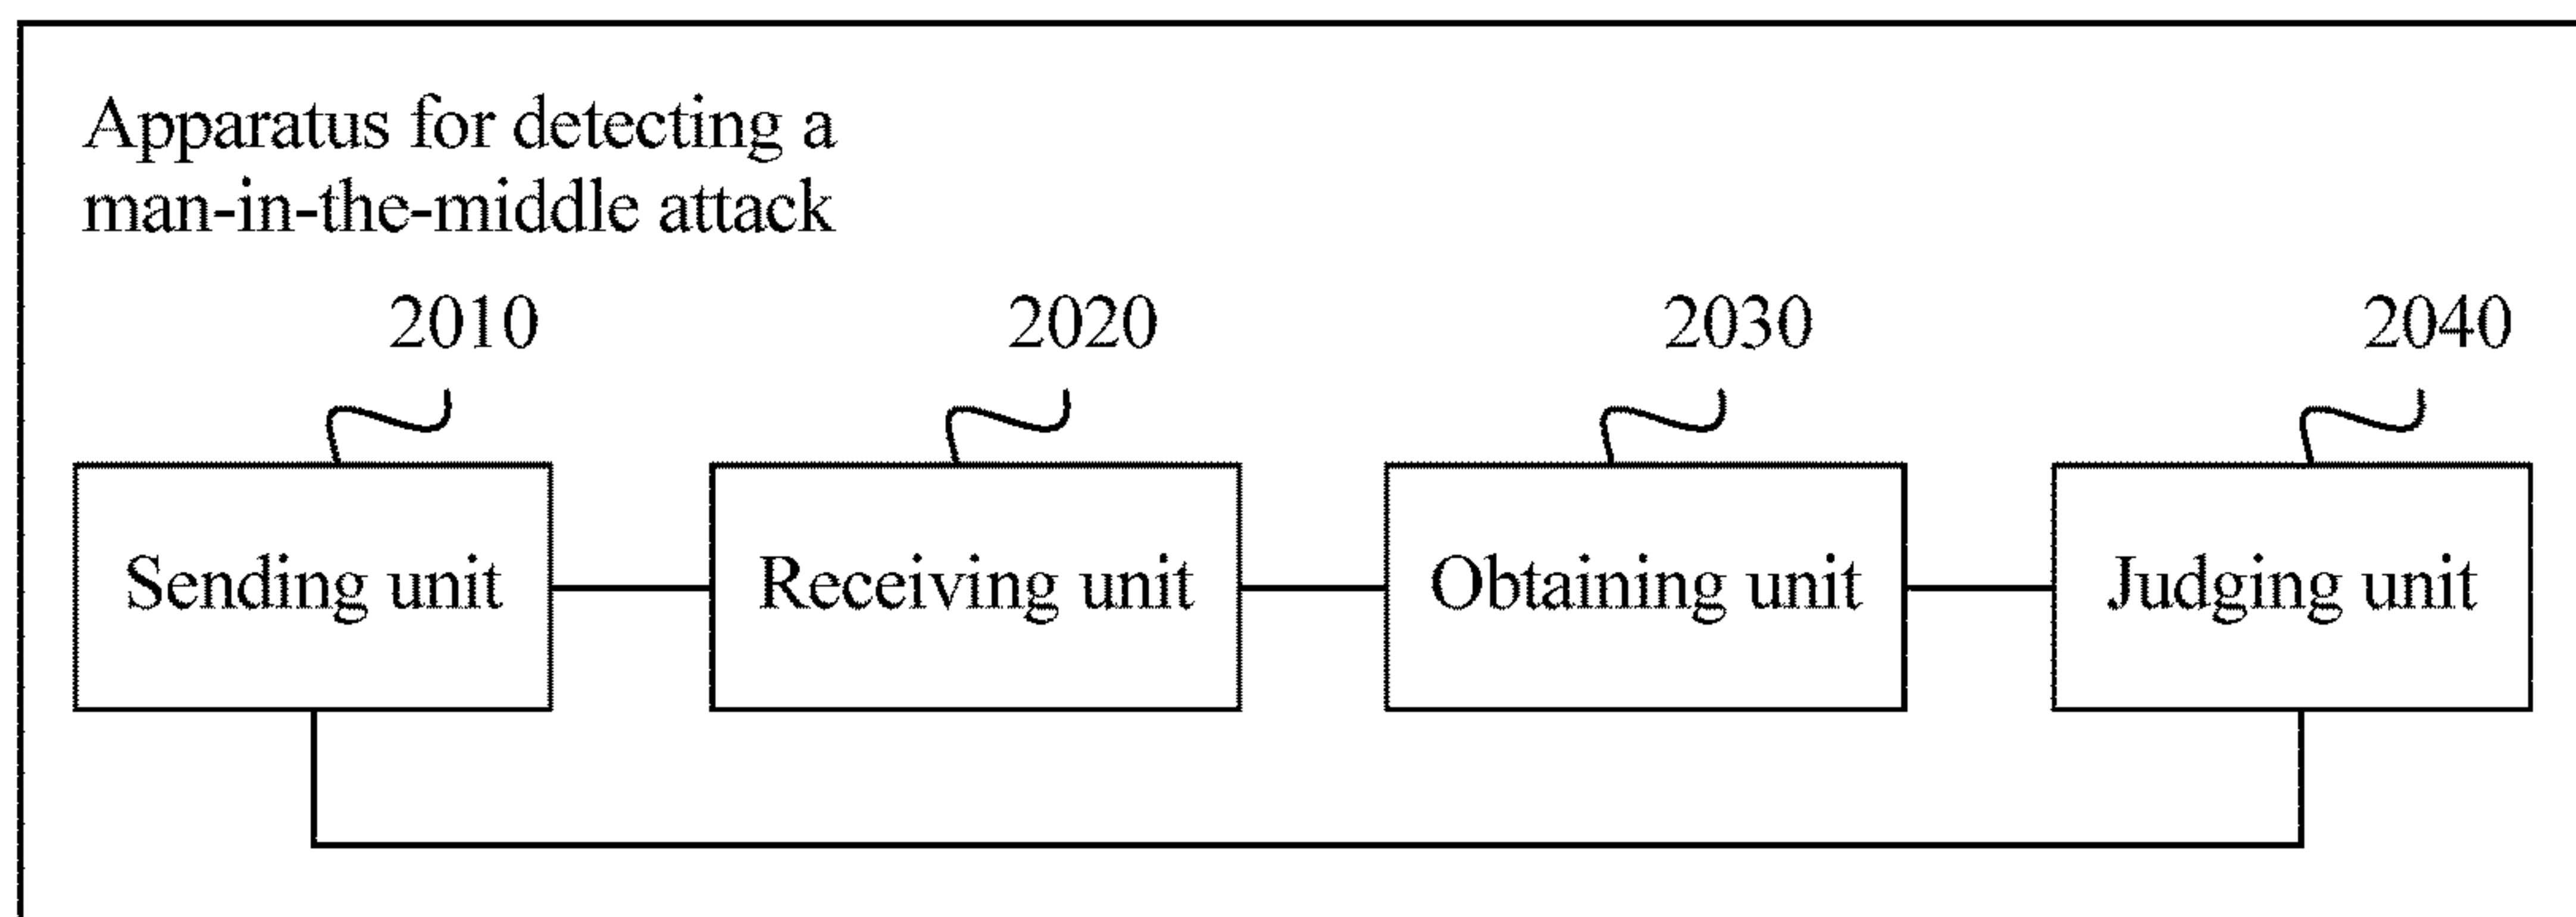 Apparatus for detecting a
man-in-the-middle attack
2010 2020 2030 2040
Sending unit Receiving unit Obtaining unit Judging unit